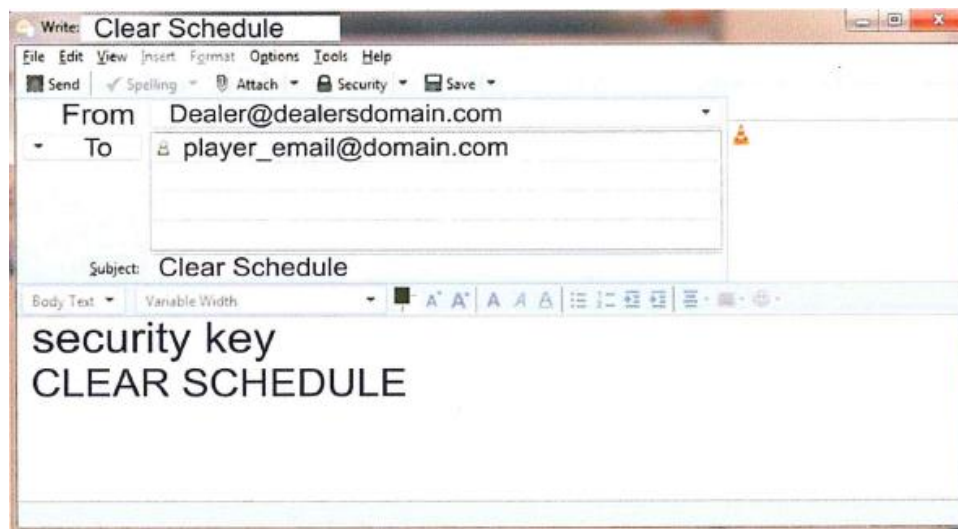 Write: Clear Schedule
File Edit View Insert Format Options Tools Help
Send Spelling Attach Security Save
From Dealer@dealersdomain.com
To player_email@domain.com
Subject: Clear Schedule
Body Text Variable Width
security key
CLEAR SCHEDULE